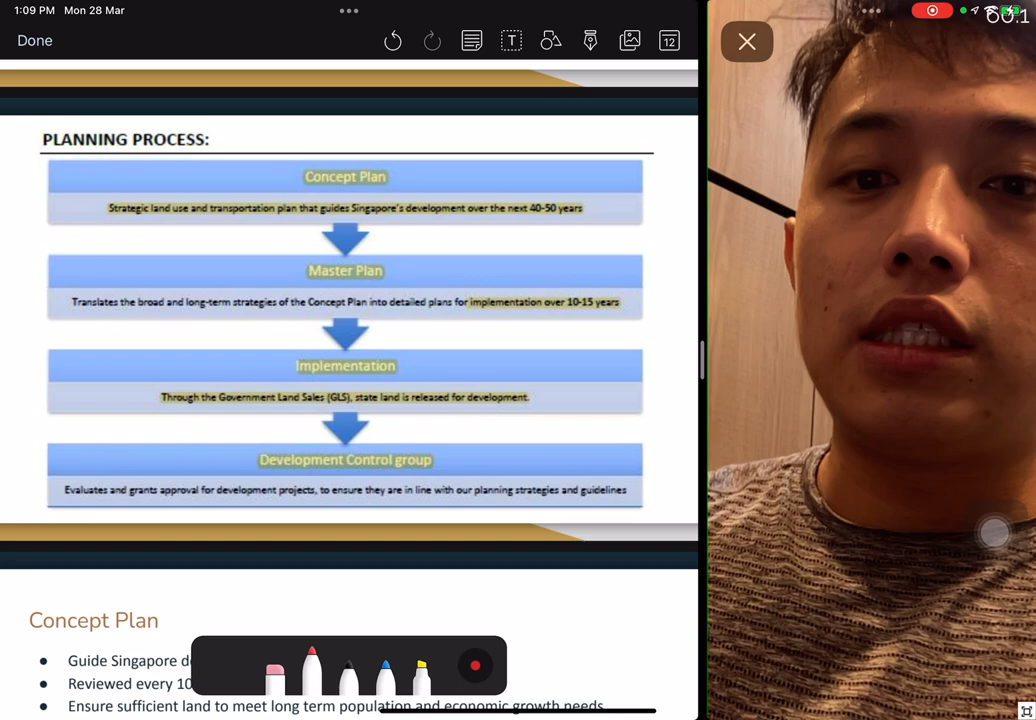 1:09 PM Mon 28 Mar
Done
T
12
PLANNING PROCESS:
Concept Plan
Strategic land use and transportation plan that guides Singapore's development over the next 40-50 years
Master Plan
Translates the broad and long-term strategies of the Concept Plan into detailed plans for implementation over 10-15 years
Implementation
Through the Government Land Sales (GLS), state land is released for development.
Development Control group
Evaluates and grants approval for development projects, to ensure they are in line with our planning strategies and guidelines
Concept Plan
Guide Singapore
Reviewed every 10
Ensure sufficient land to meet long term population and economic growth needs